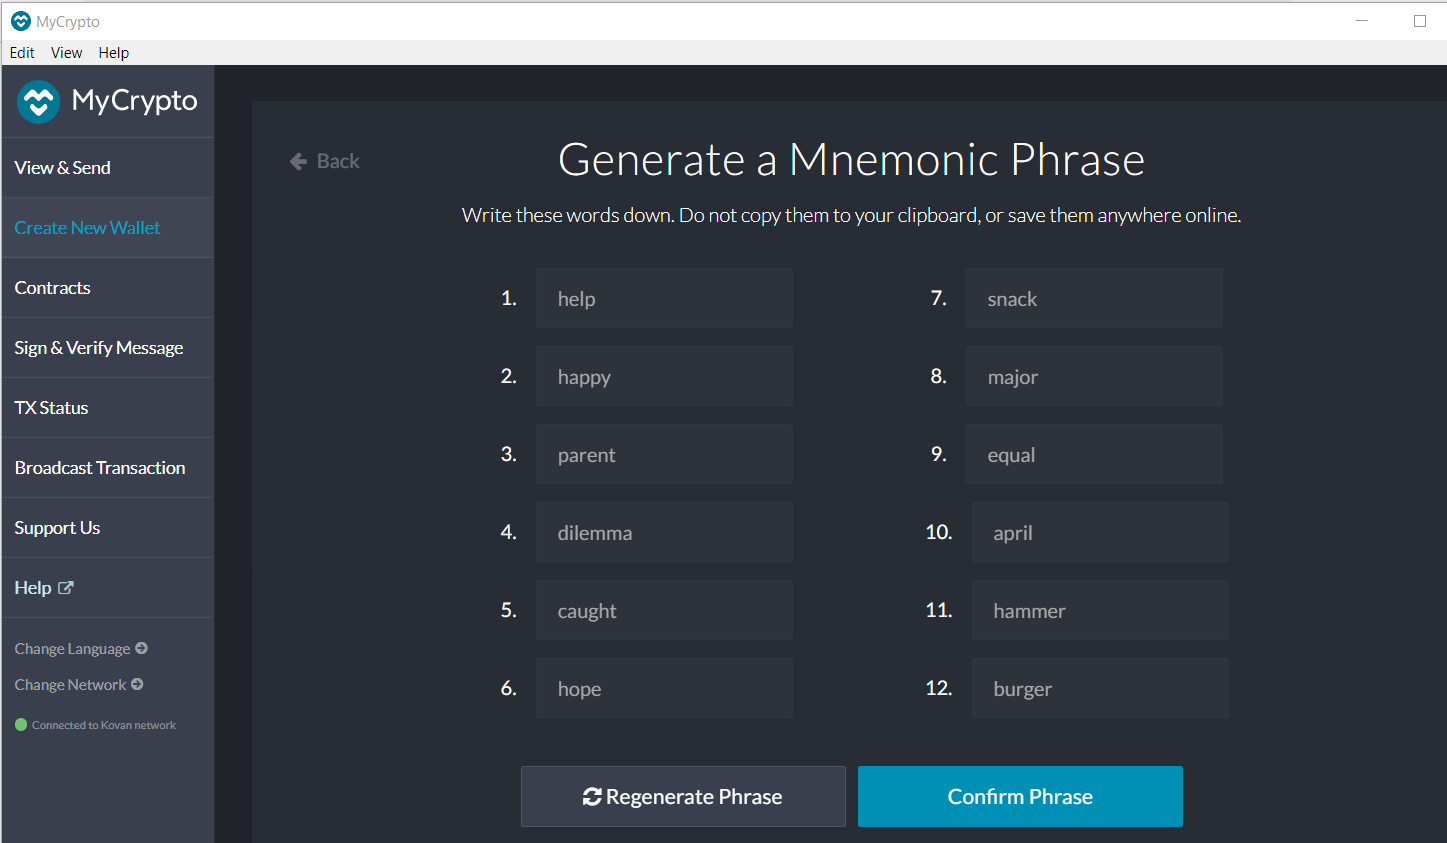 MyCrypto
Edit View Help
MyCrypto
View & Send
Create New Wallet
Contracts
Sign & Verify Message
TX Status
Broadcast Transaction
Support Us
Help
Change Language
Change Network
Connected to Kovan network
Back
Generate a Mnemonic Phrase
Write these words down. Do not copy them to your clipboard, or save them anywhere online.
1. help
2. happy
3. parent
4. dilemma
5. caught
6. hope
7. snack
8. major
9. equal
10. april
11. hammer
12. burger
Regenerate Phrase
Confirm Phrase